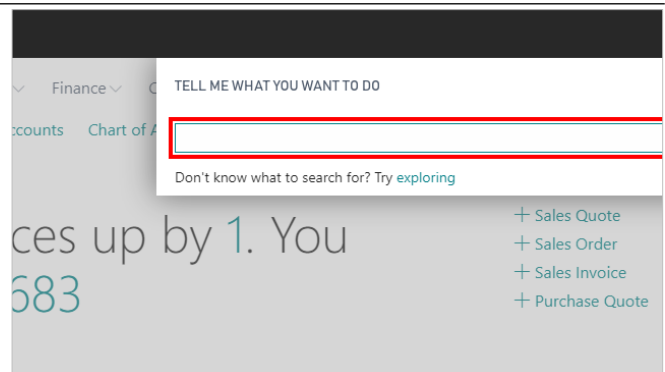 Finance
TELL ME WHAT YOU WANT TO DO
Chart of
Don't know what to search for? Try exploring
ces up by 1. You
683
+ Sales Quote
+ Sales Order
+ Sales Invoice
+ Purchase Quote